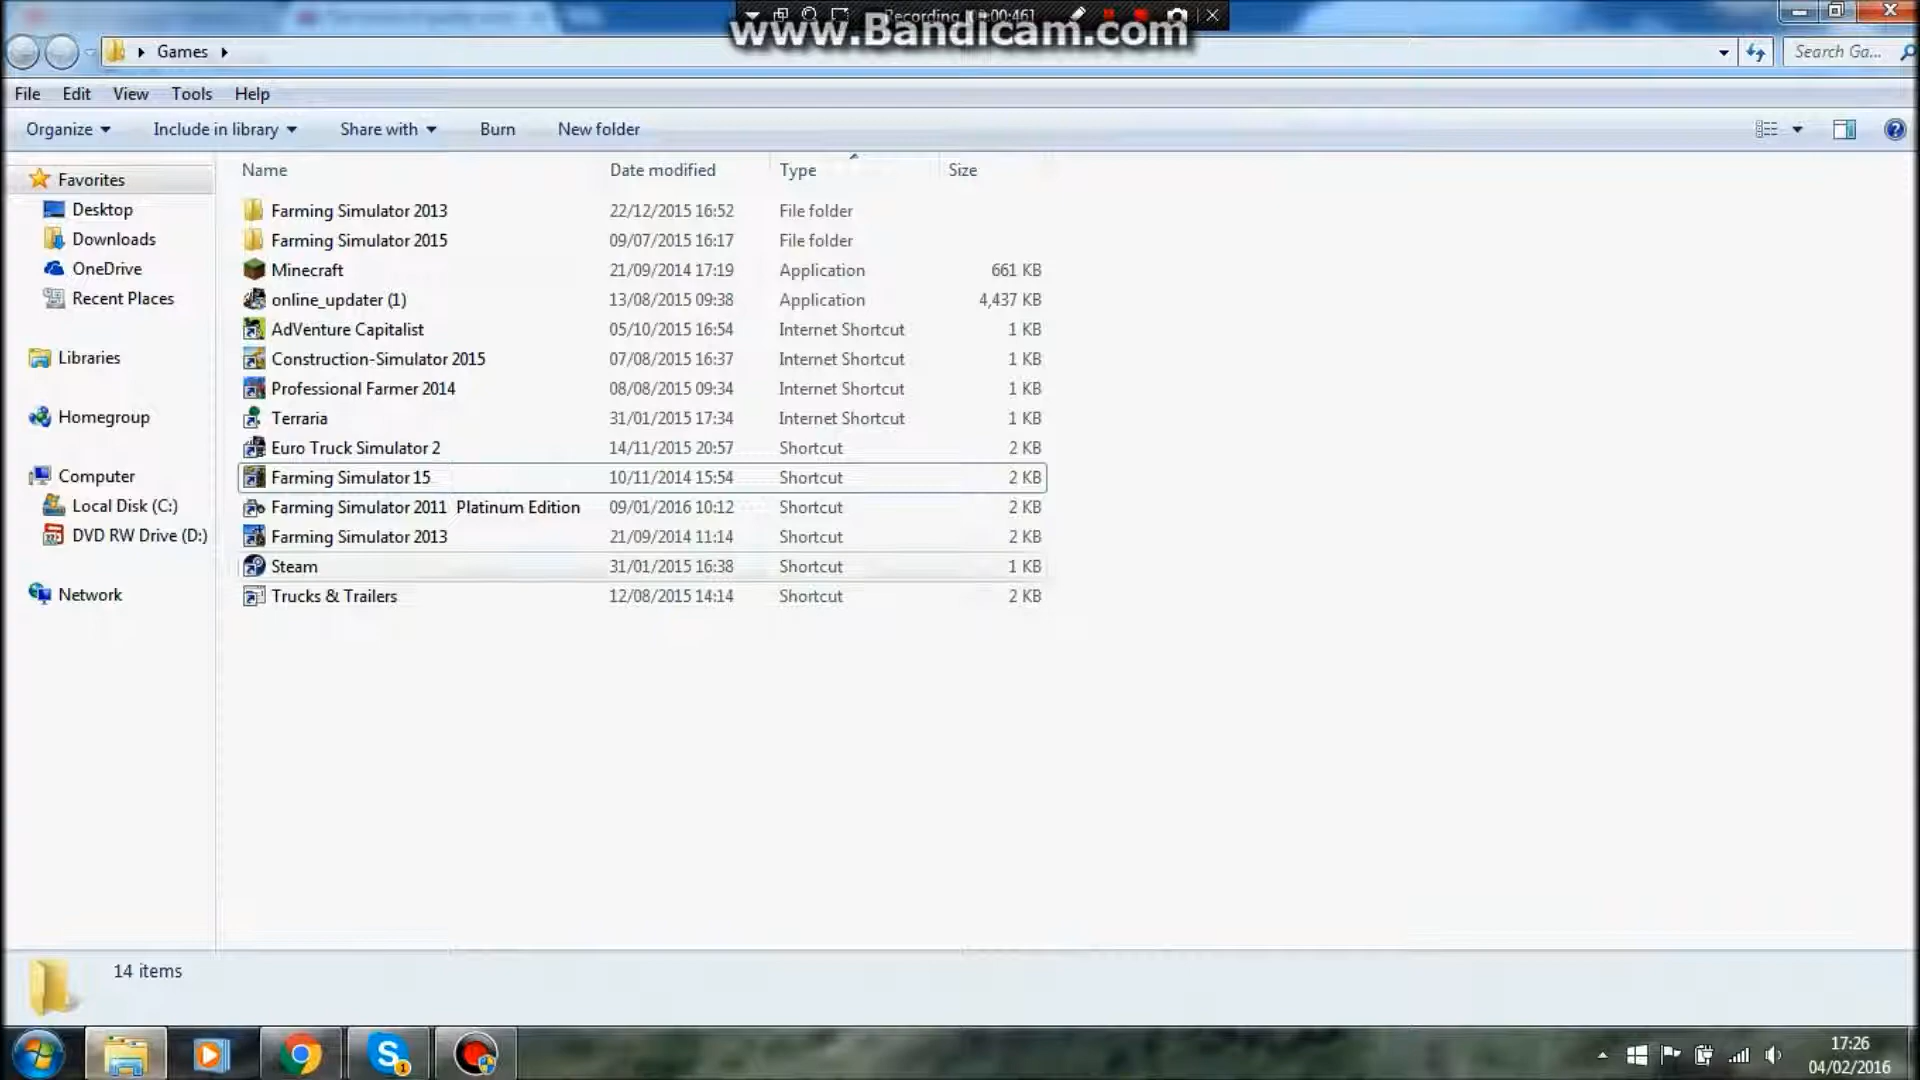 Recording [00:00:46]
www.Bandicam.com
Games
Search Ga...
File Edit View Tools Help
Organize Include in library Share with Burn New folder
Name Date modified Type Size
Favorites
Desktop
Downloads
OneDrive
Recent Places
Libraries
Homegroup
Computer
Local Disk (C:)
DVD RW Drive (D:)
Network
Farming Simulator 2013 22/12/2015 16:52 File folder
Farming Simulator 2015 09/07/2015 16:17 File folder
Minecraft 21/09/2014 17:19 Application 661 KB
online_updater (1) 13/08/2015 09:38 Application 4,437 KB
AdVenture Capitalist 05/10/2015 16:54 Internet Shortcut 1 KB
Construction-Simulator 2015 07/08/2015 16:37 Internet Shortcut 1 KB
Professional Farmer 2014 08/08/2015 09:34 Internet Shortcut 1 KB
Terraria 31/01/2015 17:34 Internet Shortcut 1 KB
Euro Truck Simulator 2 14/11/2015 20:57 Shortcut 2 KB
Farming Simulator 15 10/11/2014 15:54 Shortcut 2 KB
Farming Simulator 2011 Platinum Edition 09/01/2016 10:12 Shortcut 2 KB
Farming Simulator 2013 21/09/2014 11:14 Shortcut 2 KB
Steam 31/01/2015 16:38 Shortcut 1 KB
Trucks & Trailers 12/08/2015 14:14 Shortcut 2 KB
14 items
17:26
04/02/2016